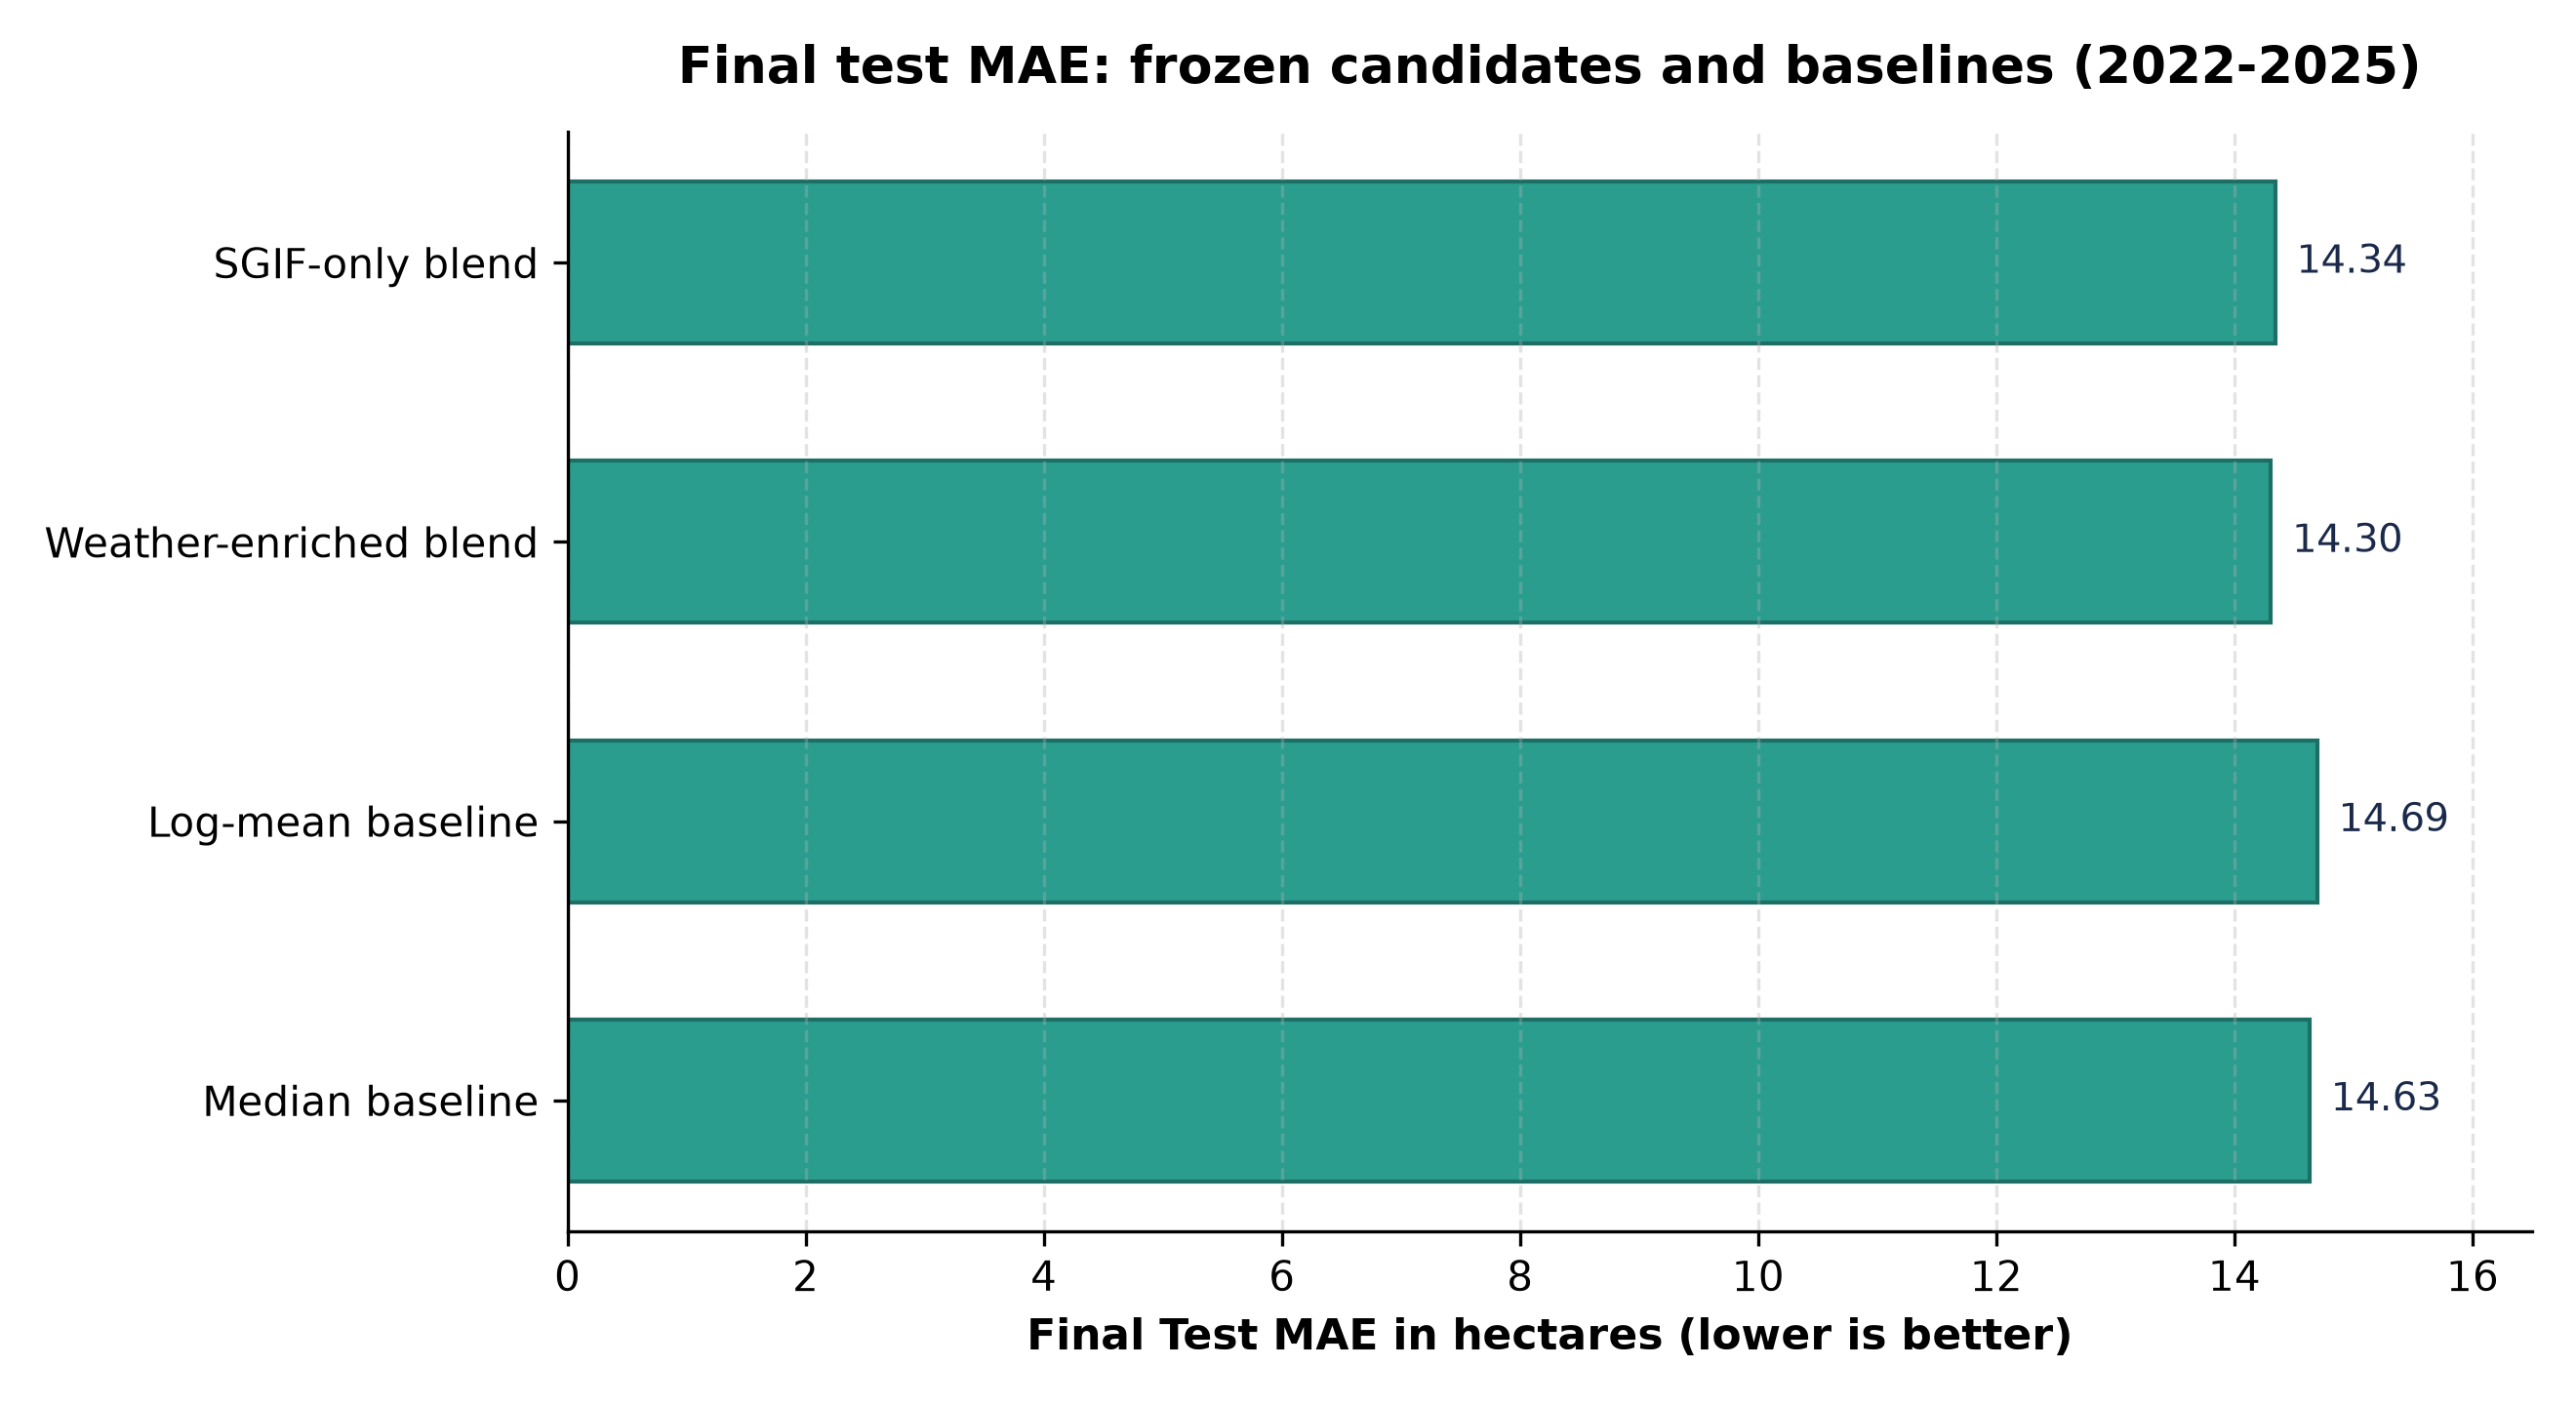 Final test MAE: frozen candidates and baselines (2022-2025)
SGIF-only blend
14.34
Weather-enriched blend
14.30
Log-mean baseline
14.69
Median baseline
14.63
0 2 4 6 8 10 12 14 16
Final Test MAE in hectares (lower is better)